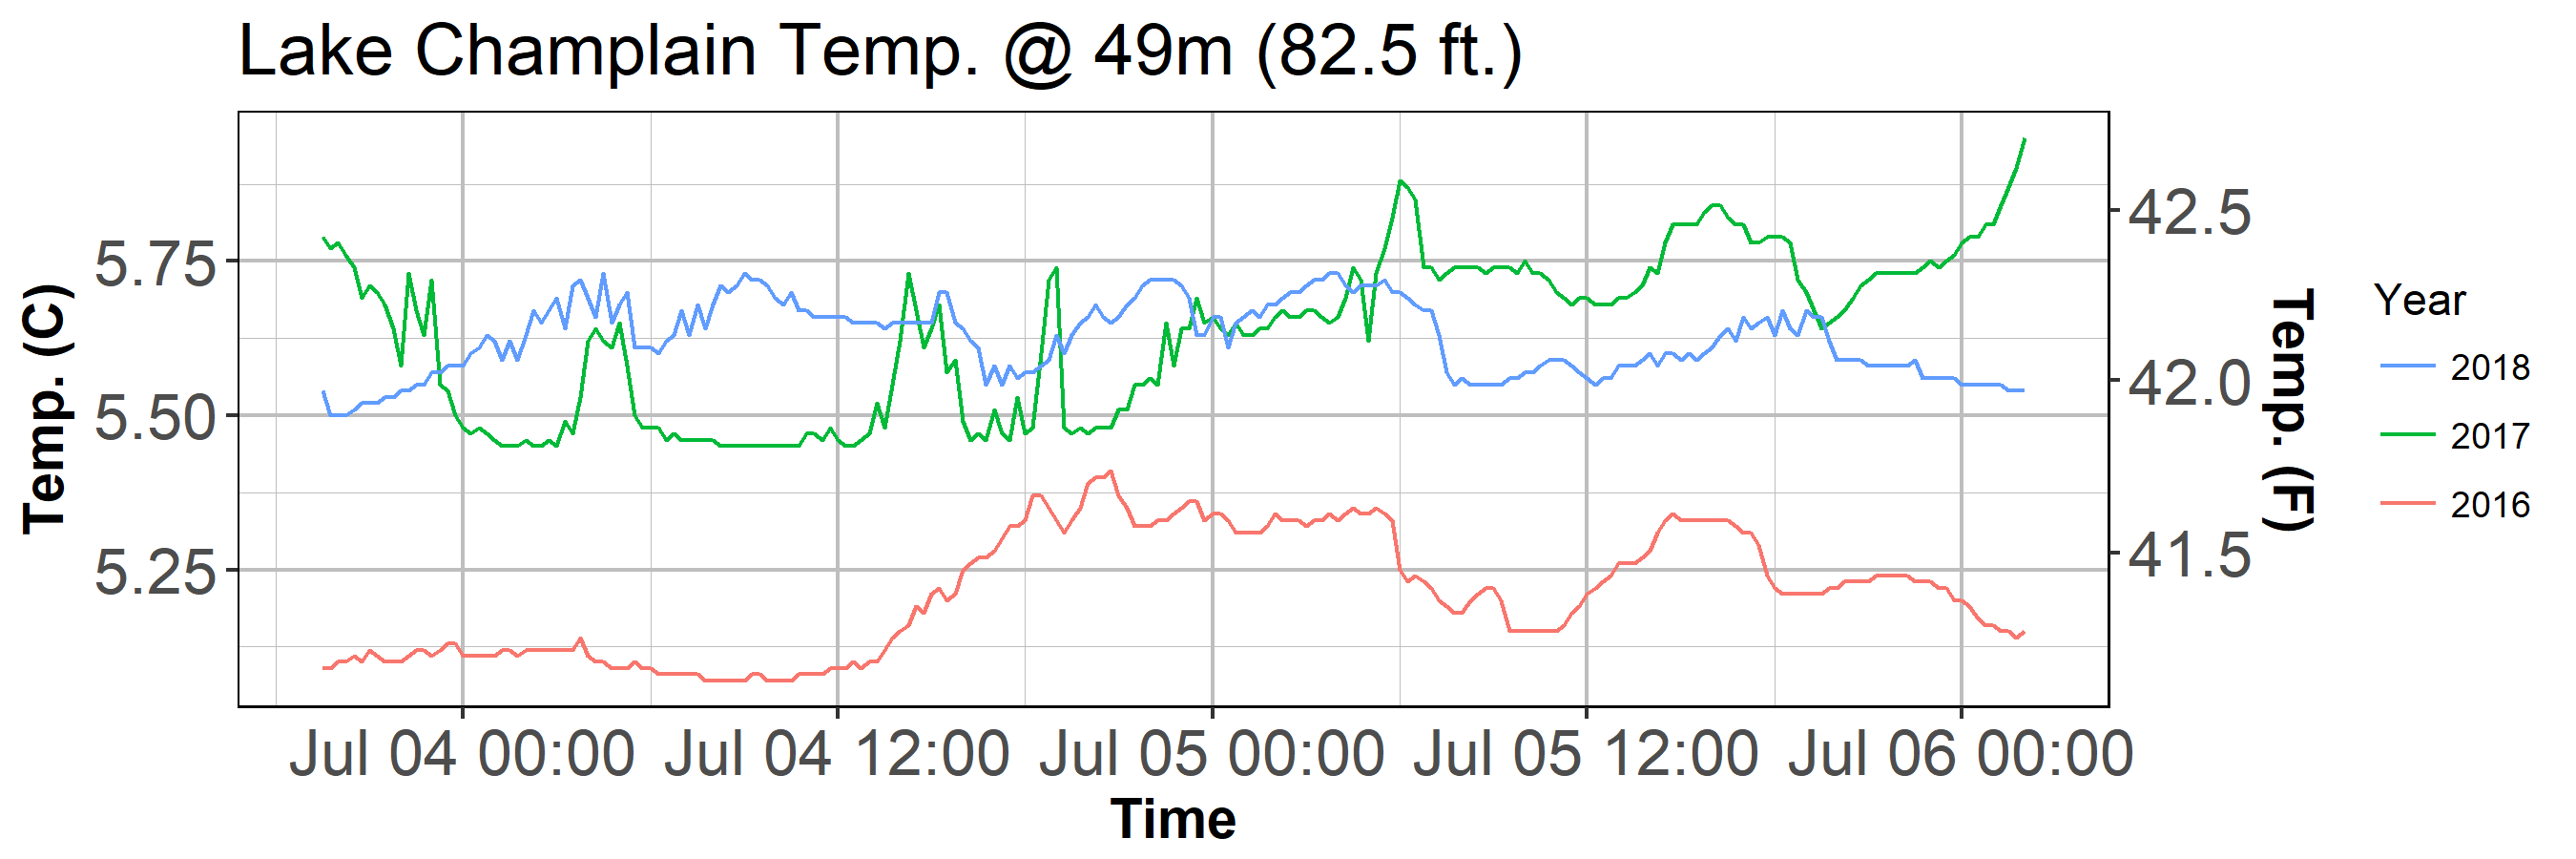 Lake Champlain Temp. @ 49m (82.5 ft.)
Temp. (C)
5.75
5.50
5.25
42.5
42.0
41.5
Temp. (F)
Jul 04 00:00 Jul 04 12:00 Jul 05 00:00 Jul 05 12:00 Jul 06 00:00
Time
Year
2018
2017
2016